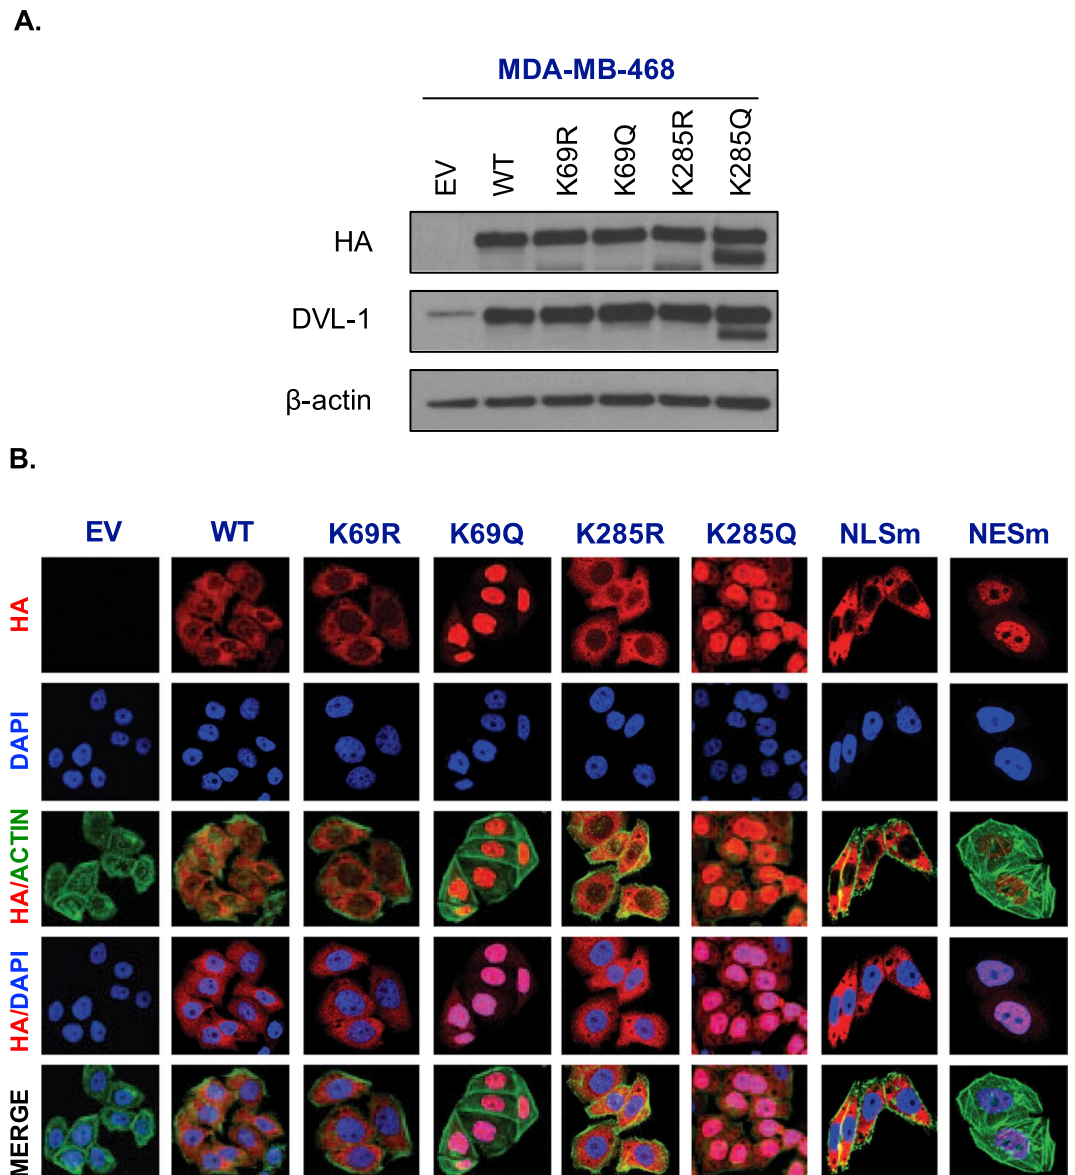 A.
MDA-MB-468
EV WT K69R K69Q K285R K285Q
HA
DVL-1
β-actin
B.
EV WT K69R K69Q K285R K285Q NLSm NESm
HA
DAPI
HA/ACTIN
HA/DAPI
MERGE